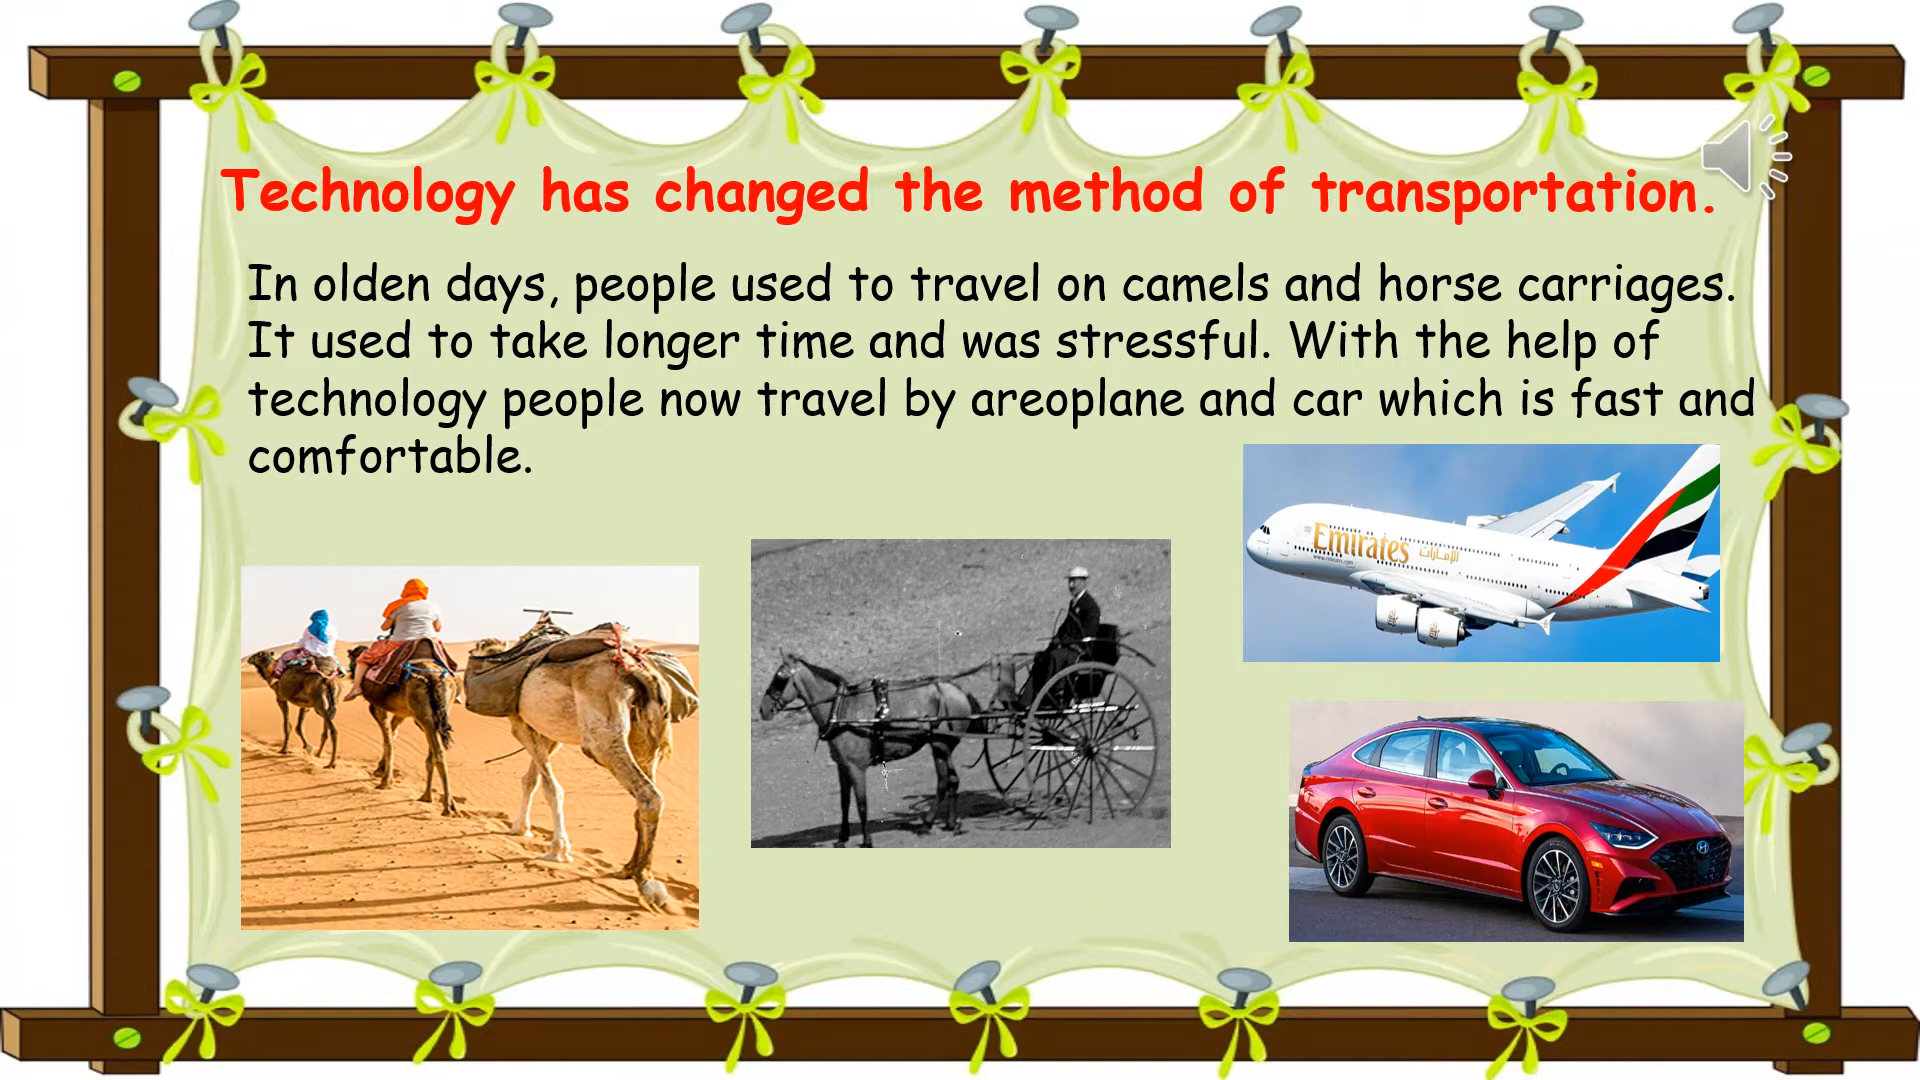 Technology has changed the method of transportation.
In olden days, people used to travel on camels and horse carriages.
It used to take longer time and was stressful. With the help of
technology people now travel by areoplane and car which is fast and
comfortable.
Emirates الإمارات